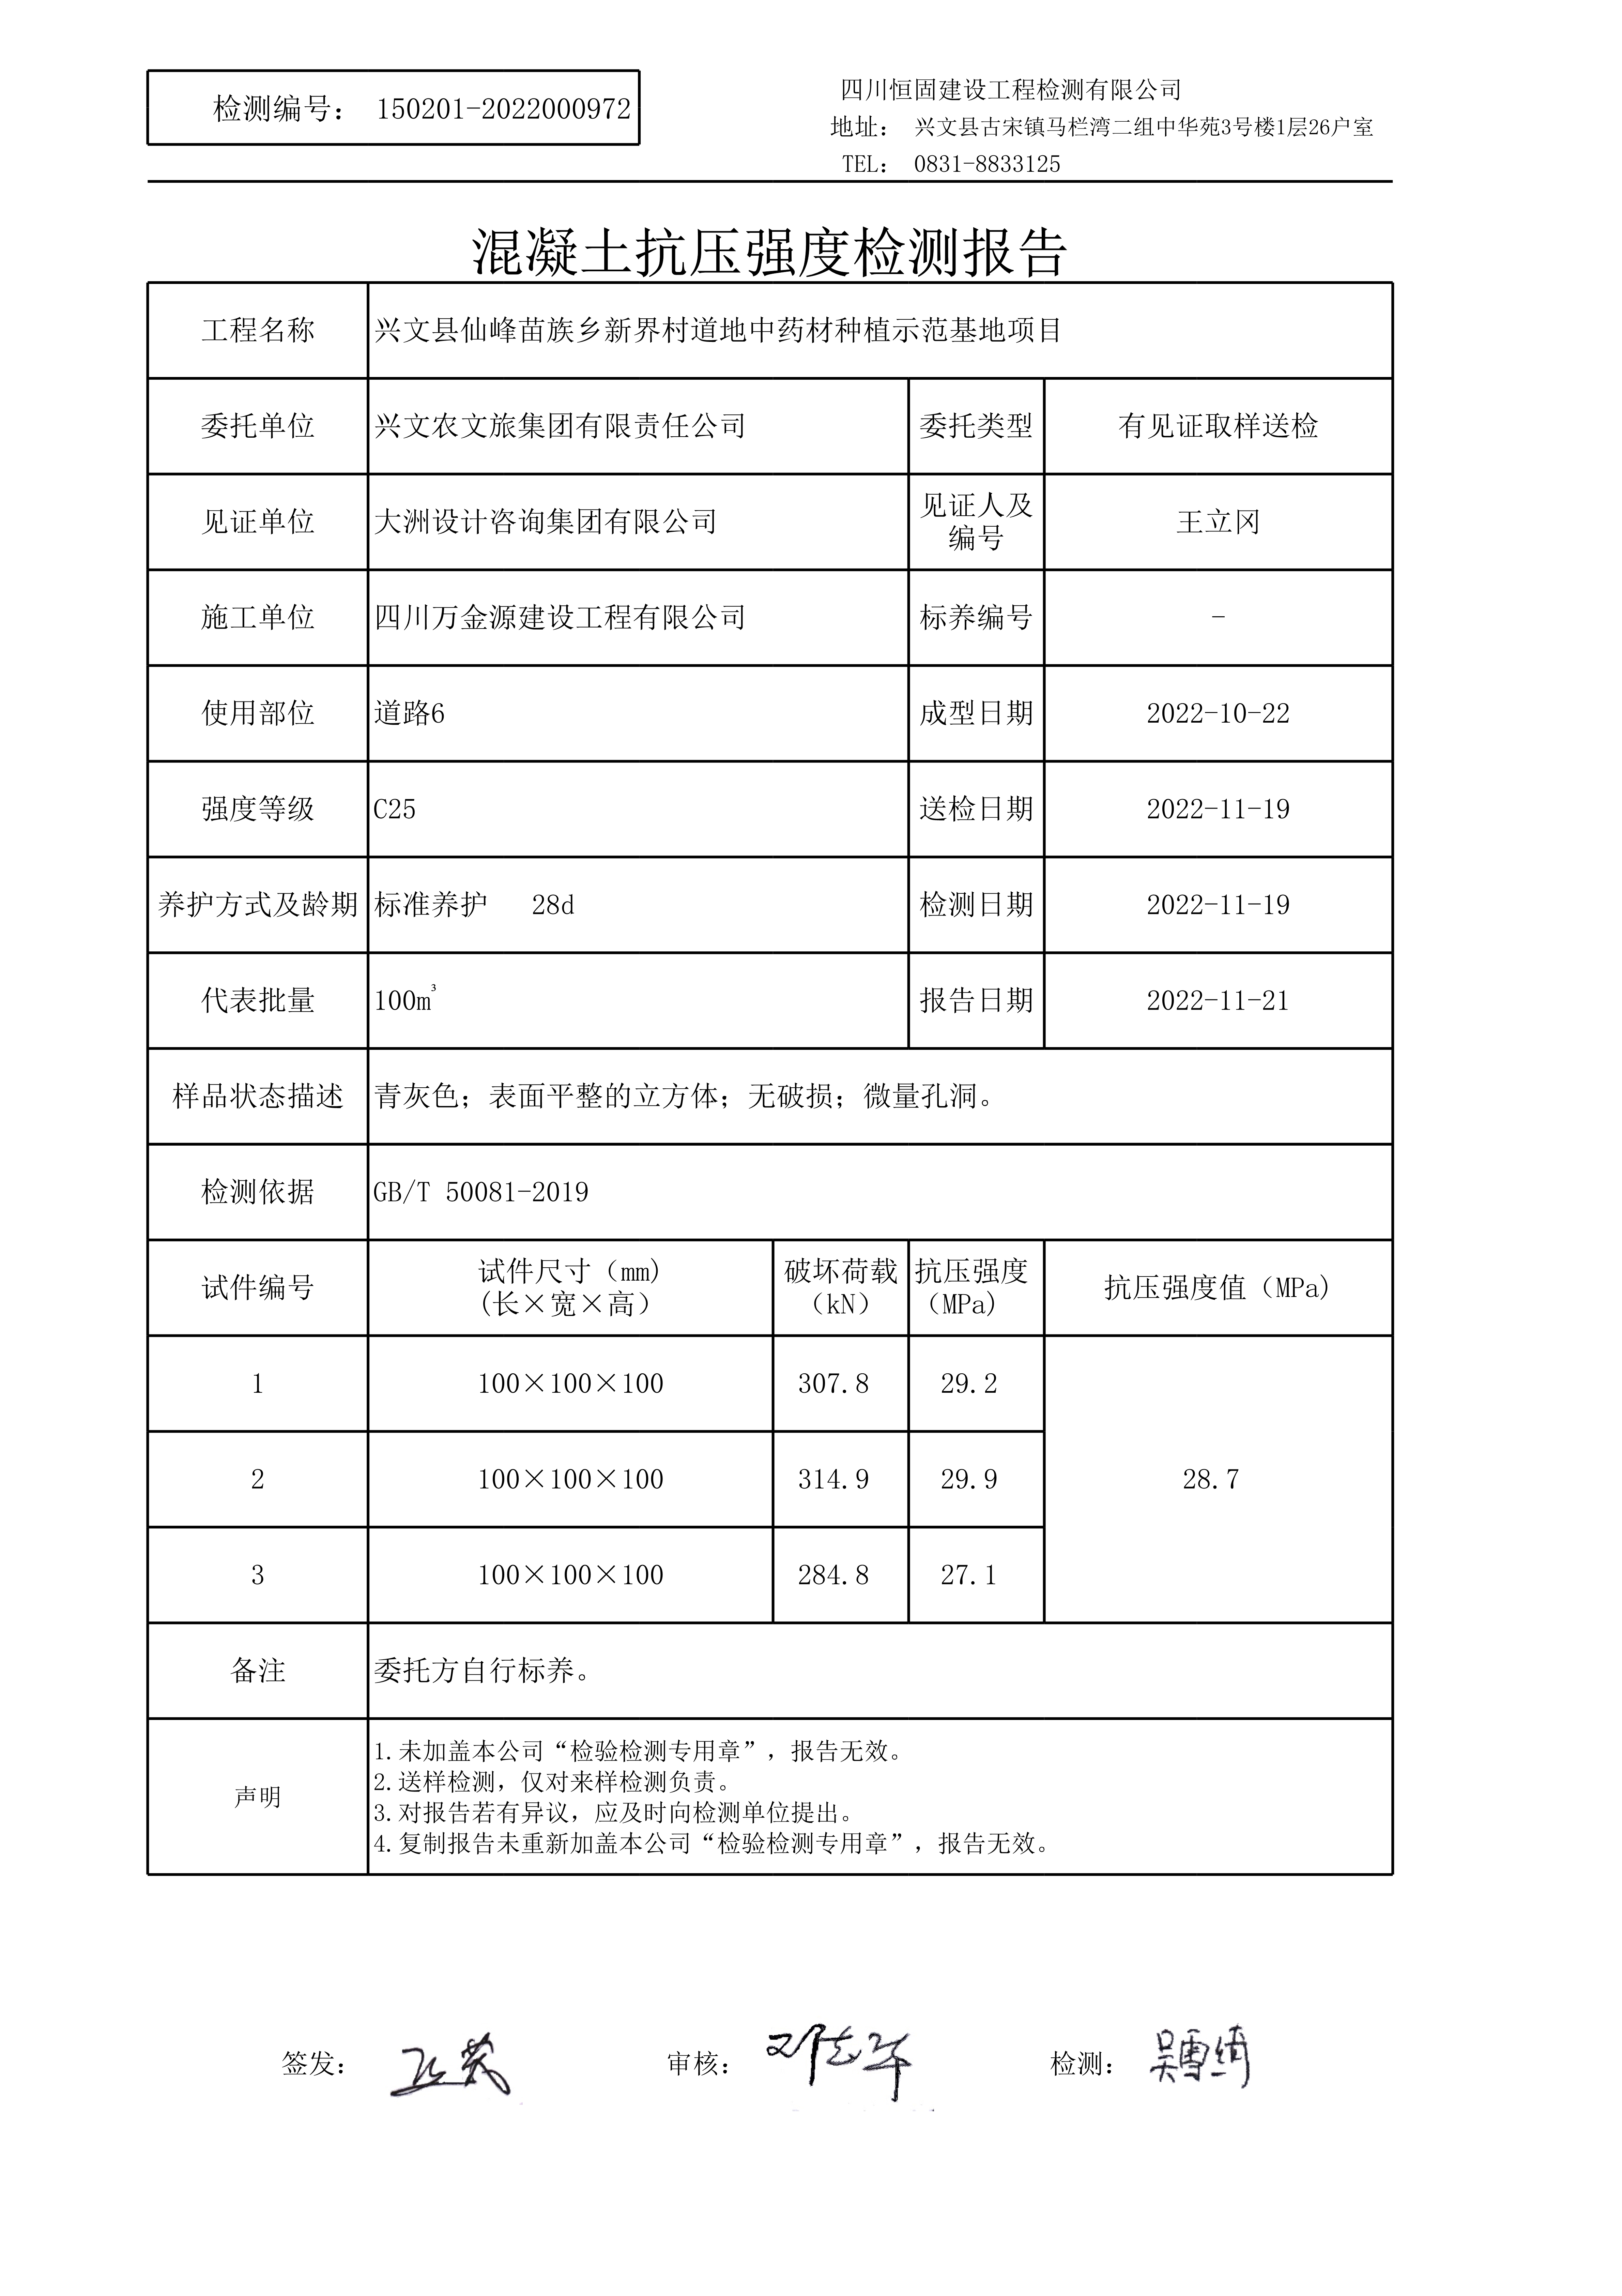 检测编号： 150201-2022000972
四川恒固建设工程检测有限公司
地址： 兴文县古宋镇马栏湾二组中华苑3号楼1层26户室
TEL： 0831-8833125
混凝土抗压强度检测报告
工程名称 兴文县仙峰苗族乡新界村道地中药材种植示范基地项目
委托单位 兴文农文旅集团有限责任公司 委托类型 有见证取样送检
见证单位 大洲设计咨询集团有限公司 见证人及编号 王立冈
施工单位 四川万金源建设工程有限公司 标养编号 -
使用部位 道路6 成型日期 2022-10-22
强度等级 C25 送检日期 2022-11-19
养护方式及龄期 标准养护 28d 检测日期 2022-11-19
代表批量 100m³ 报告日期 2022-11-21
样品状态描述 青灰色；表面平整的立方体；无破损；微量孔洞。
检测依据 GB/T 50081-2019
试件编号 试件尺寸（mm）(长×宽×高） 破坏荷载（kN） 抗压强度（MPa） 抗压强度值（MPa）
1 100×100×100 307.8 29.2
2 100×100×100 314.9 29.9 28.7
3 100×100×100 284.8 27.1
备注 委托方自行标养。
声明
1.未加盖本公司“检验检测专用章”，报告无效。
2.送样检测，仅对来样检测负责。
3.对报告若有异议，应及时向检测单位提出。
4.复制报告未重新加盖本公司“检验检测专用章”，报告无效。
签发： 审核： 检测： 吴雪绮